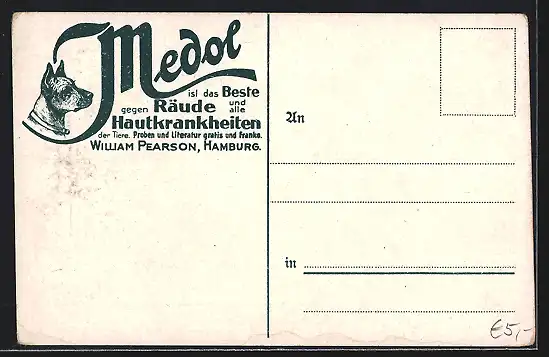 Medol
ist das Beste
gegen Räude und alle
Hautkrankheiten
der Tiere. Proben und Literatur gratis und franko.
WILLIAM PEARSON, HAMBURG.
An
in
€5,-